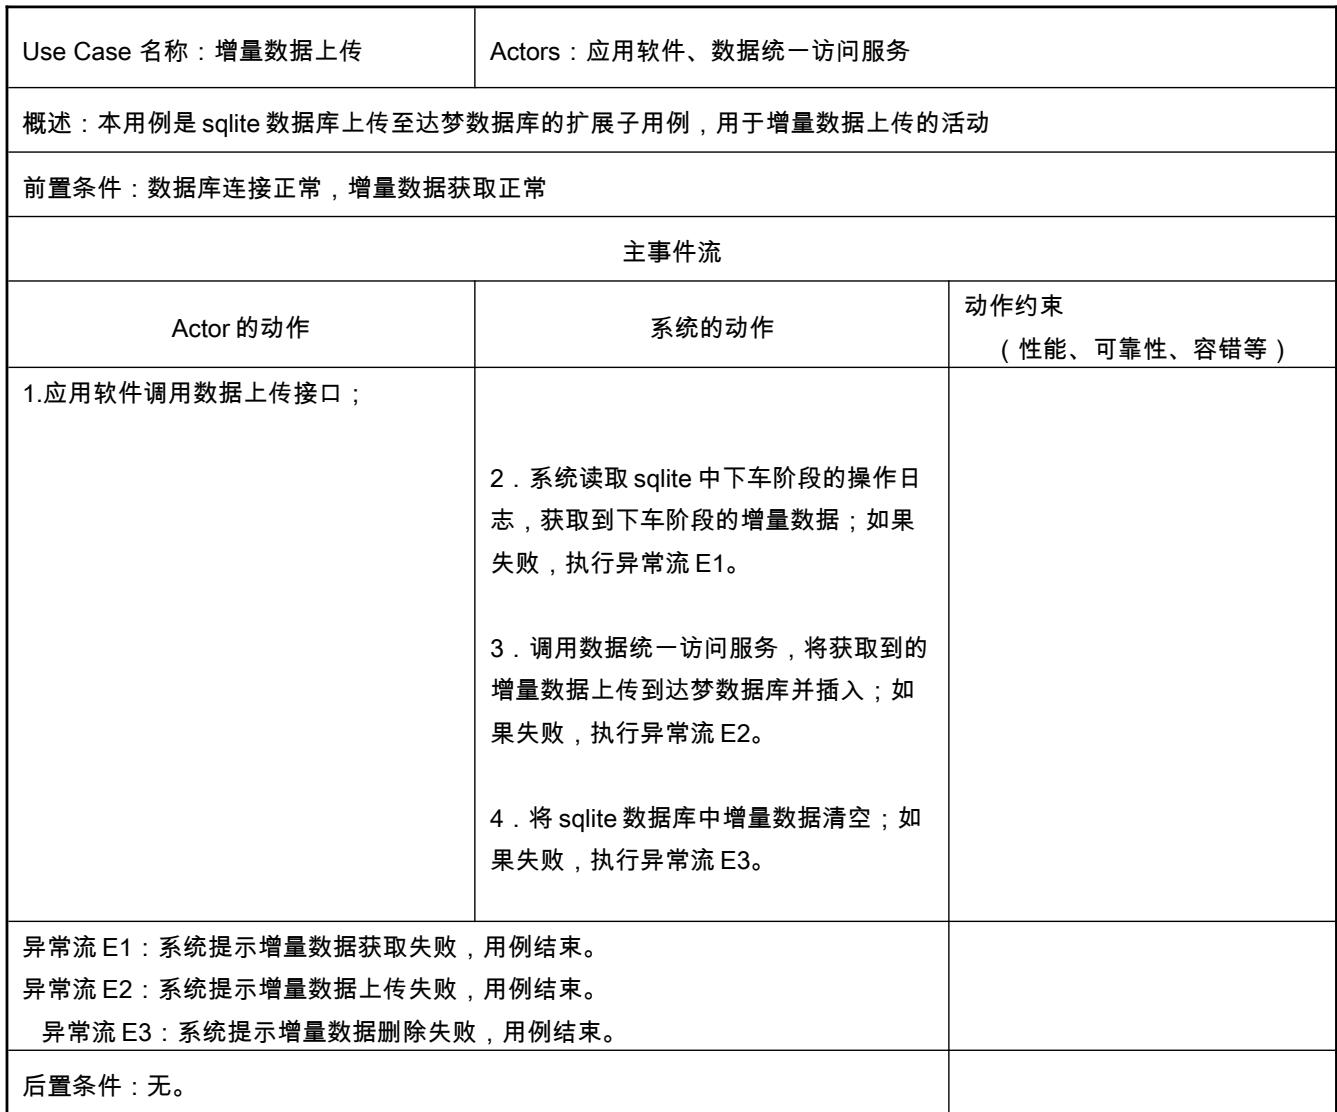 Use Case 名称：增量数据上传
Actors：应用软件、数据统一访问服务
概述：本用例是 sqlite 数据库上传至达梦数据库的扩展子用例，用于增量数据上传的活动
前置条件：数据库连接正常，增量数据获取正常
主事件流
Actor 的动作
系统的动作
动作约束
（性能、可靠性、容错等）
1.应用软件调用数据上传接口；
2．系统读取 sqlite 中下车阶段的操作日
志，获取到下车阶段的增量数据；如果
失败，执行异常流 E1。
3．调用数据统一访问服务，将获取到的
增量数据上传到达梦数据库并插入；如
果失败，执行异常流 E2。
4．将 sqlite 数据库中增量数据清空；如
果失败，执行异常流 E3。
异常流 E1：系统提示增量数据获取失败，用例结束。
异常流 E2：系统提示增量数据上传失败，用例结束。
异常流 E3：系统提示增量数据删除失败，用例结束。
后置条件：无。